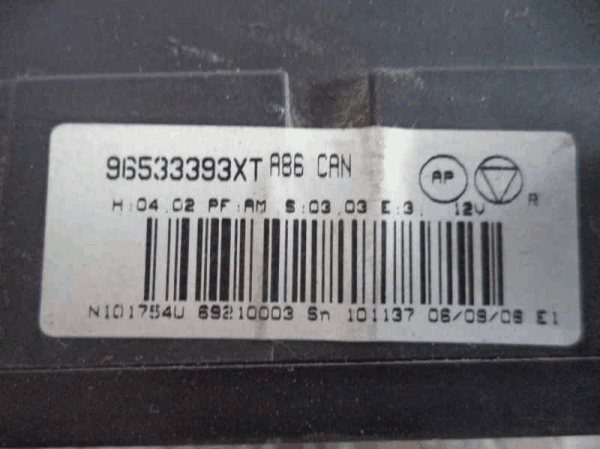 96533393XT A86 CAN
AP
R
H:04.02 PF:AM S:03.03 E:3. 12V
N101754U 69210003 Sn 101137 06/09/06 E1